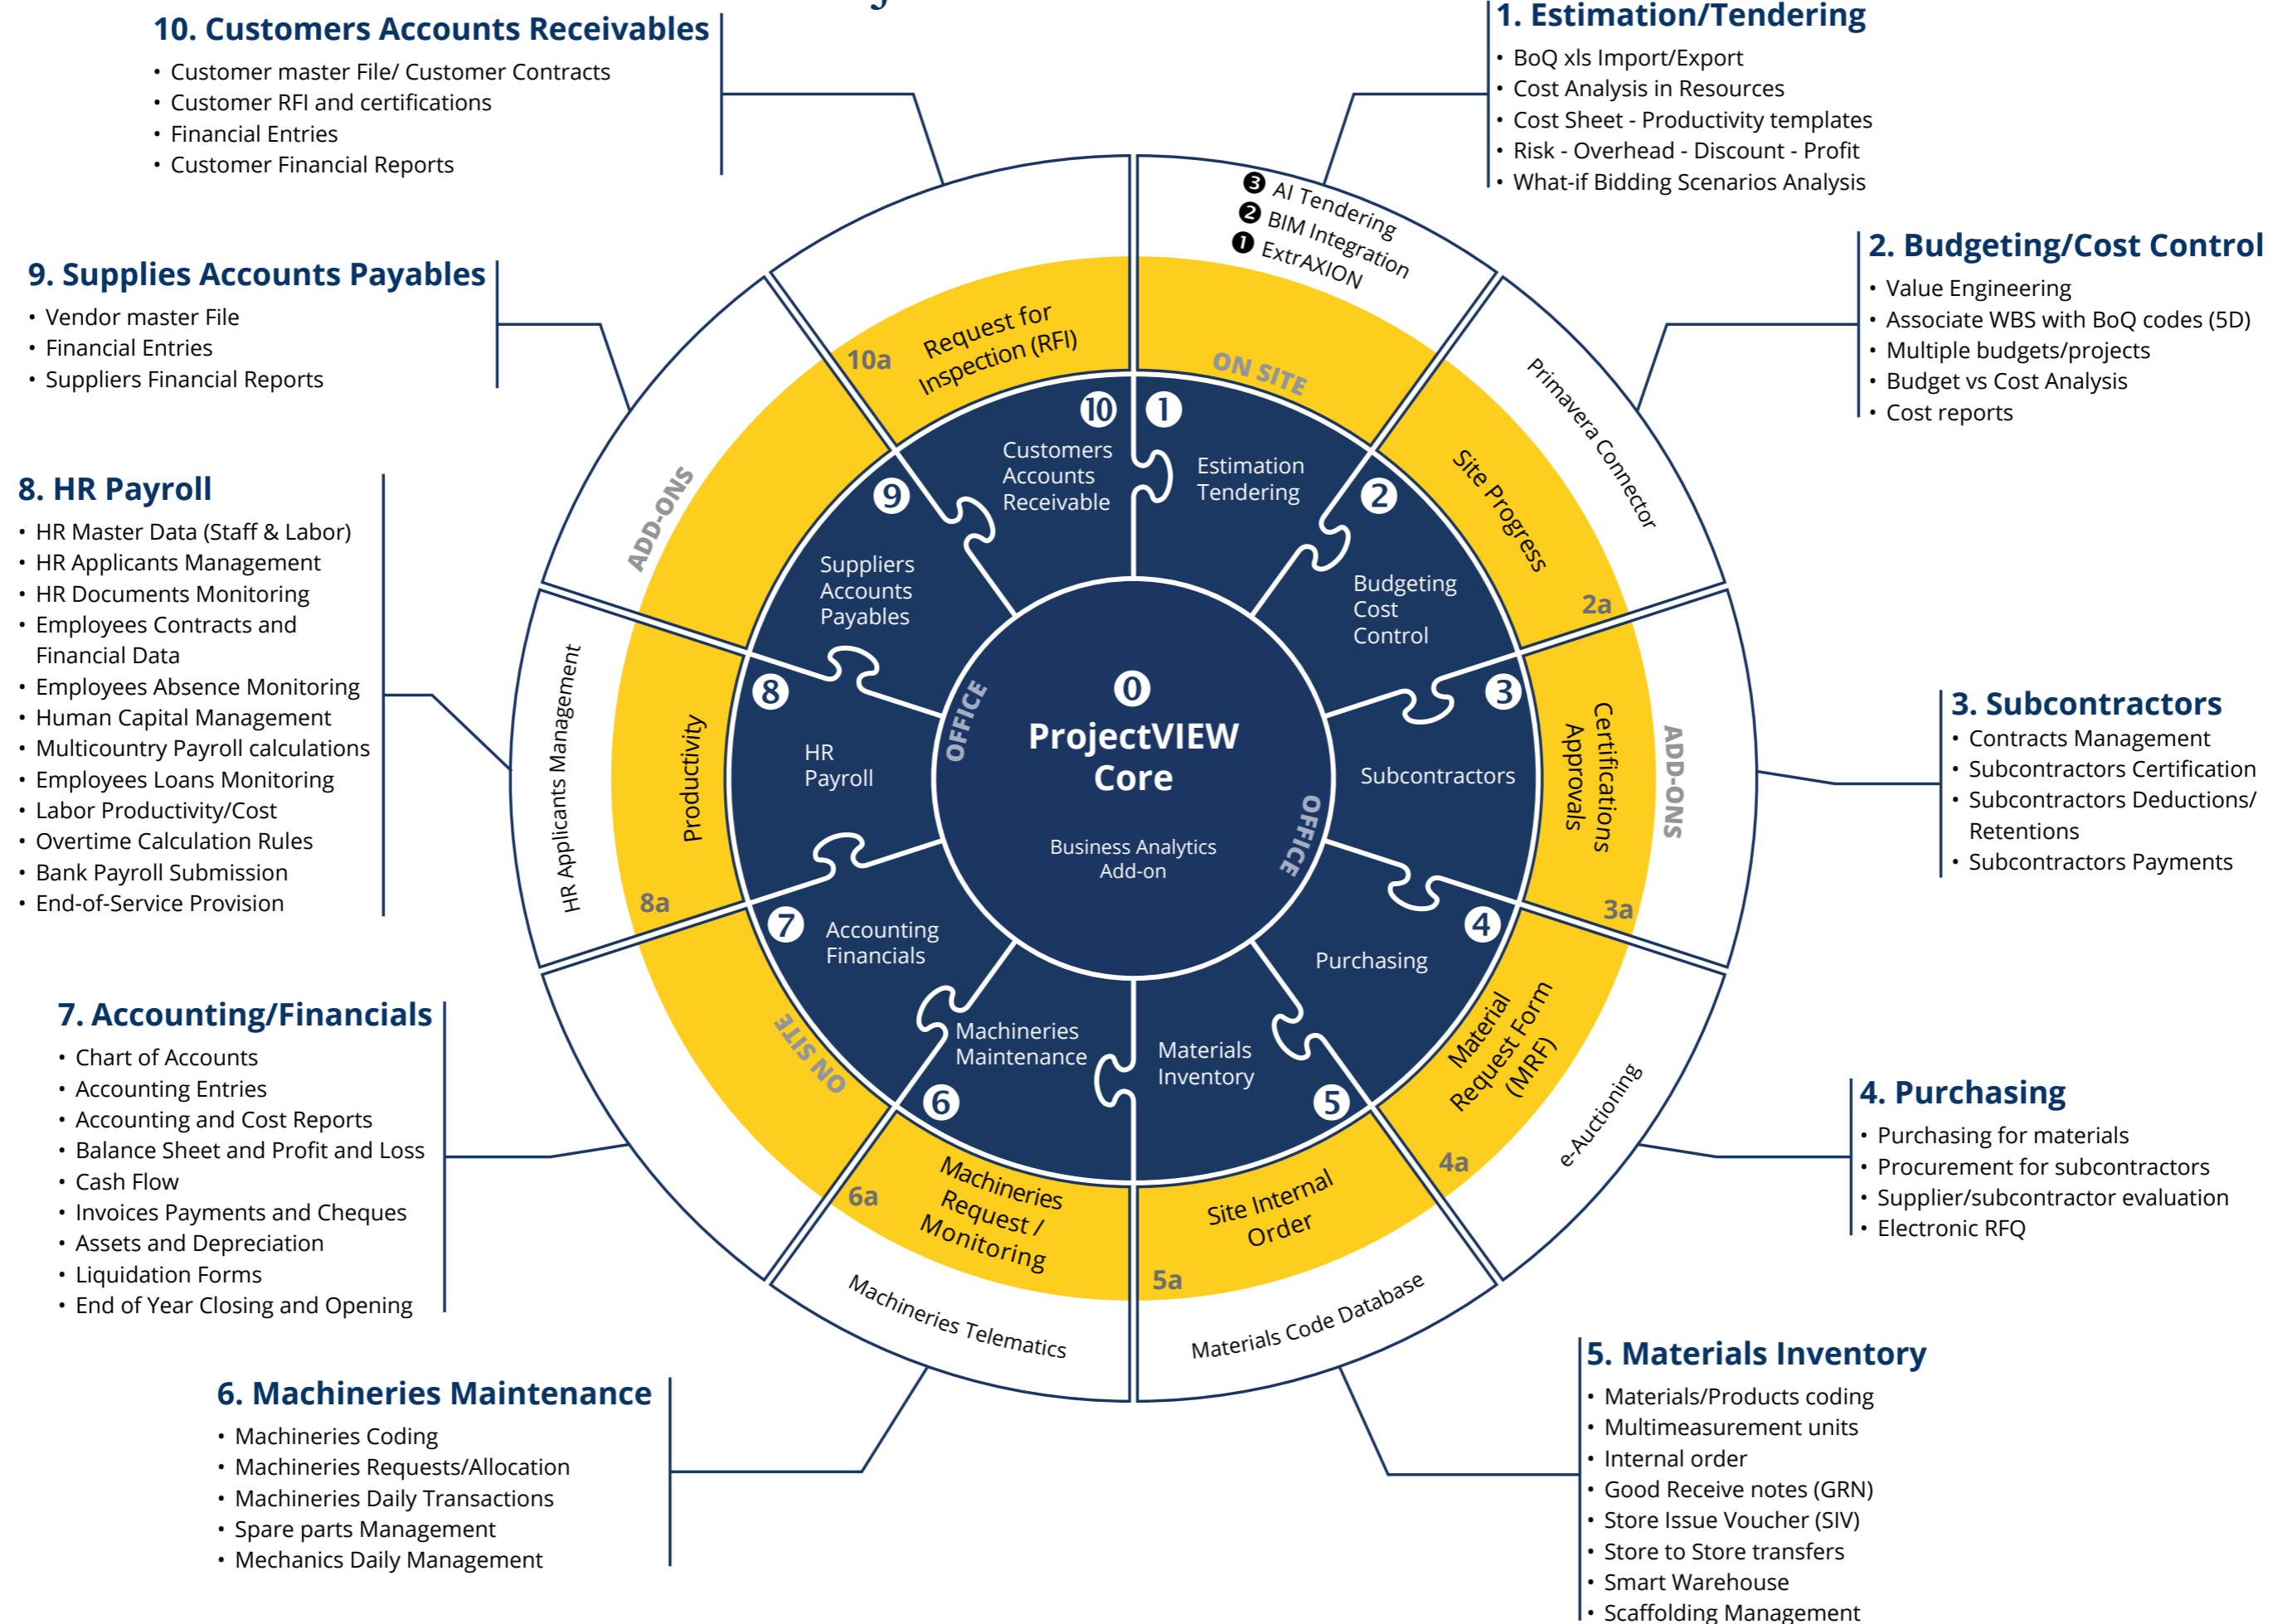 10. Customers Accounts Receivables
• Customer master File/ Customer Contracts
• Customer RFI and certifications
• Financial Entries
• Customer Financial Reports
1. Estimation/Tendering
• BoQ xls Import/Export
• Cost Analysis in Resources
• Cost Sheet - Productivity templates
• Risk - Overhead - Discount - Profit
• What-if Bidding Scenarios Analysis
2. Budgeting/Cost Control
• Value Engineering
• Associate WBS with BoQ codes (5D)
• Multiple budgets/projects
• Budget vs Cost Analysis
• Cost reports
9. Supplies Accounts Payables
• Vendor master File
• Financial Entries
• Suppliers Financial Reports
8. HR Payroll
• HR Master Data (Staff & Labor)
• HR Applicants Management
• HR Documents Monitoring
• Employees Contracts and
Financial Data
• Employees Absence Monitoring
• Human Capital Management
• Multicountry Payroll calculations
• Employees Loans Monitoring
• Labor Productivity/Cost
• Overtime Calculation Rules
• Bank Payroll Submission
• End-of-Service Provision
3. Subcontractors
• Contracts Management
• Subcontractors Certification
• Subcontractors Deductions/
Retentions
• Subcontractors Payments
7. Accounting/Financials
• Chart of Accounts
• Accounting Entries
• Accounting and Cost Reports
• Balance Sheet and Profit and Loss
• Cash Flow
• Invoices Payments and Cheques
• Assets and Depreciation
• Liquidation Forms
• End of Year Closing and Opening
4. Purchasing
• Purchasing for materials
• Procurement for subcontractors
• Supplier/subcontractor evaluation
• Electronic RFQ
6. Machineries Maintenance
• Machineries Coding
• Machineries Requests/Allocation
• Machineries Daily Transactions
• Spare parts Management
• Mechanics Daily Management
5. Materials Inventory
• Materials/Products coding
• Multimeasurement units
• Internal order
• Good Receive notes (GRN)
• Store Issue Voucher (SIV)
• Store to Store transfers
• Smart Warehouse
• Scaffolding Management
❸ AI Tendering
❷ BIM Integration
❶ ExtrAXION
Primavera Connector
ADD-ONS
e-Auctioning
Materials Code Database
Machineries Telematics
HR Applicants Management
ADD-ONS
ON SITE
Site Progress
2a
Certifications
Approvals
3a
Material
Request Form
(MRF)
4a
Site Internal
Order
5a
Machineries
Request /
Monitoring
6a
ON SITE
Productivity
8a
10a
Request for
Inspection (RFI)
1
Estimation
Tendering
2
Budgeting
Cost
Control
3
Subcontractors
4
Purchasing
5
Materials
Inventory
6
Machineries
Maintenance
7
Accounting
Financials
8
HR
Payroll
9
Suppliers
Accounts
Payables
10
Customers
Accounts
Receivable
OFFICE
0
ProjectVIEW
Core
Business Analytics
Add-on
OFFICE